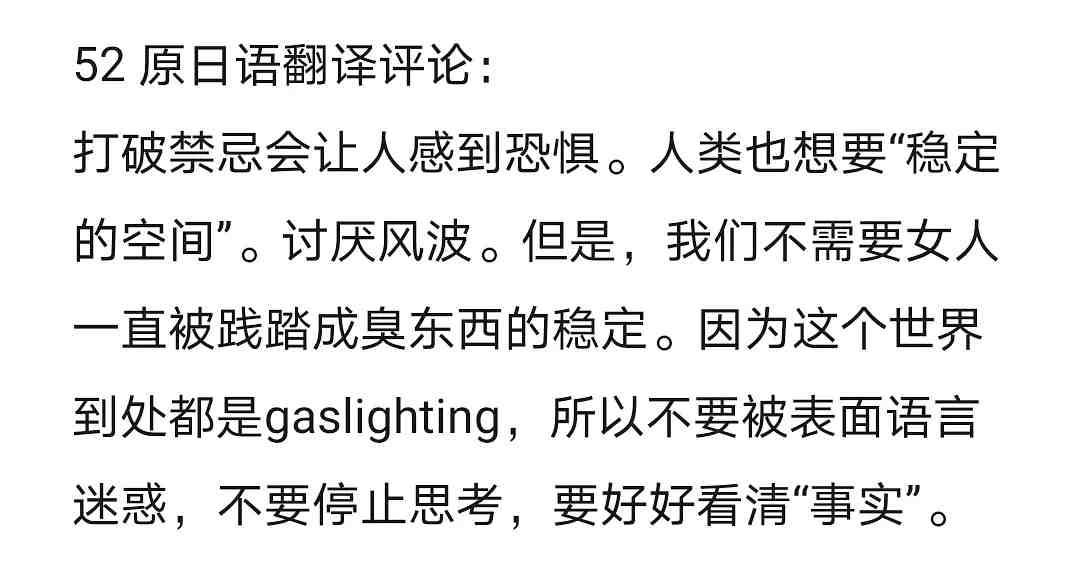 52 原日语翻译评论：
打破禁忌会让人感到恐惧。人类也想要“稳定
的空间”。讨厌风波。但是，我们不需要女人
一直被践踏成臭东西的稳定。因为这个世界
到处都是gaslighting，所以不要被表面语言
迷惑，不要停止思考，要好好看清“事实”。